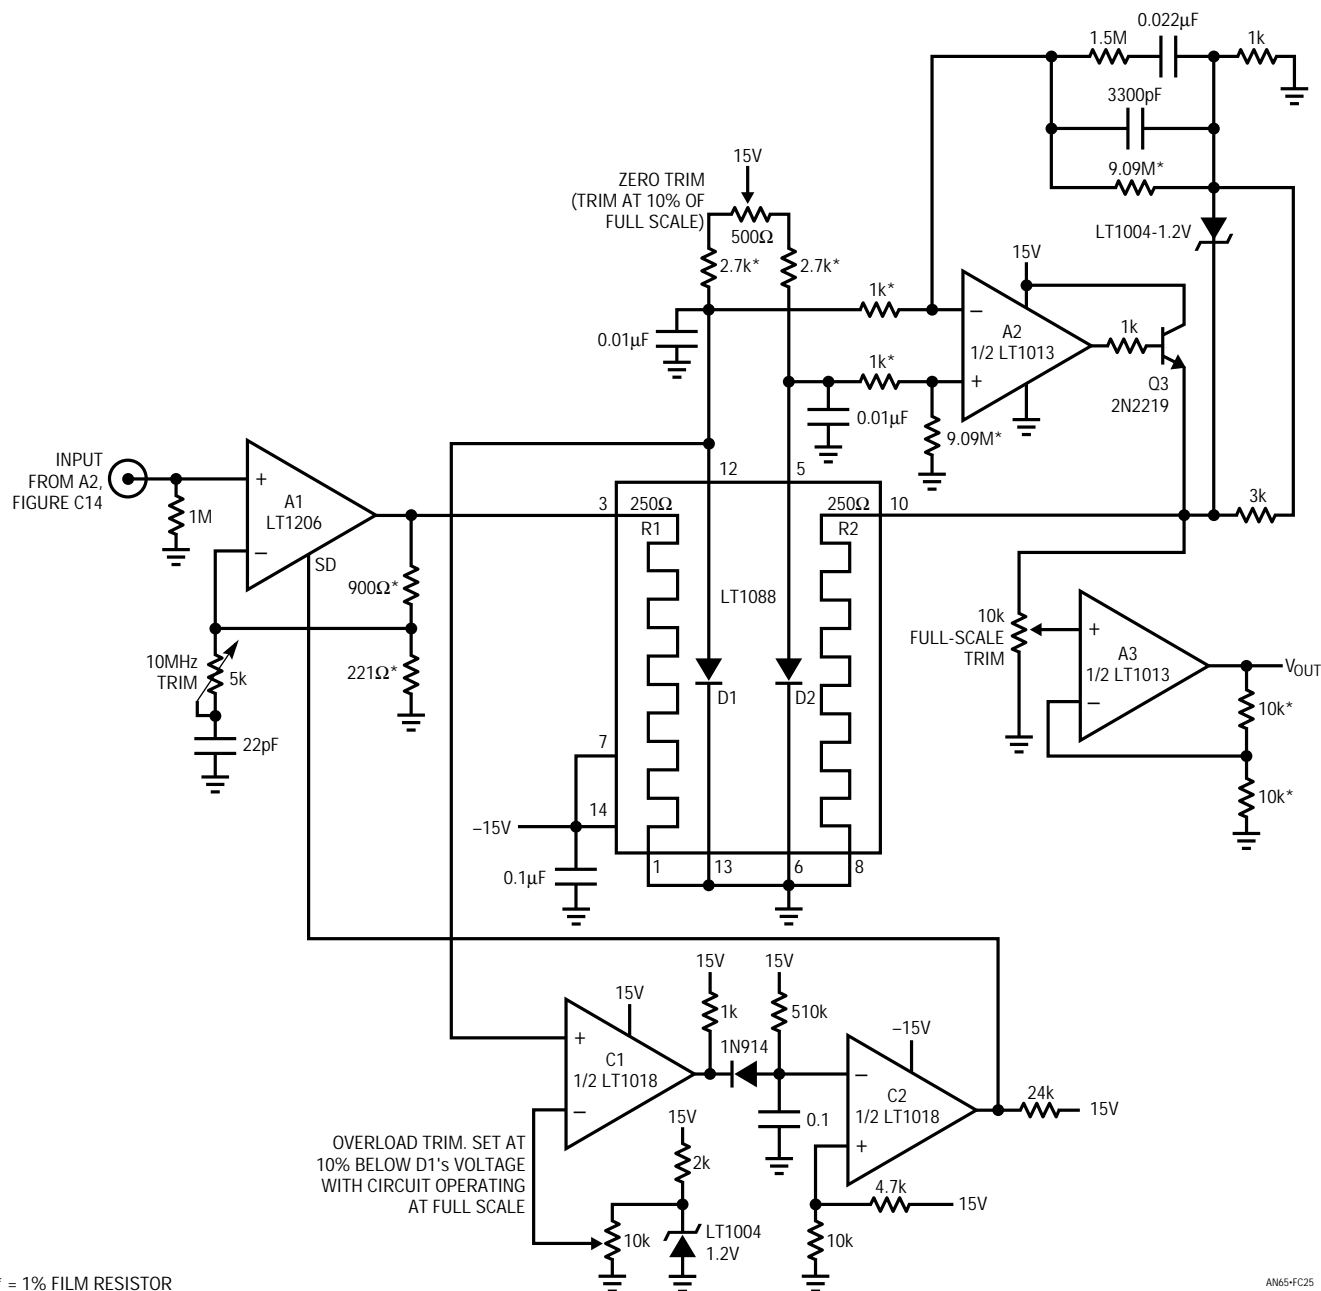 0.022µF
1.5M
1k
3300pF
15V
9.09M*
ZERO TRIM
(TRIM AT 10% OF
FULL SCALE)
500Ω
LT1004-1.2V
2.7k*
2.7k*
15V
1k*
0.01µF
–
A2
1/2 LT1013
1k
1k*
+
Q3
2N2219
0.01µF
9.09M*
INPUT
FROM A2,
FIGURE C14
12
5
+
A1
LT1206
1M
3
250Ω
R1
250Ω
R2
10
3k
–
SD
900Ω*
LT1088
10k
FULL-SCALE
TRIM
+
A3
1/2 LT1013
VOUT
10MHz
TRIM
5k
221Ω*
D1
D2
–
10k*
22pF
7
10k*
14
–15V
0.1µF
1
13
6
8
15V
15V
15V
1k
510k
–15V
+
C1
1/2 LT1018
1N914
–
C2
1/2 LT1018
24k
15V
–
0.1
+
15V
OVERLOAD TRIM. SET AT
10% BELOW D1's VOLTAGE
WITH CIRCUIT OPERATING
AT FULL SCALE
2k
4.7k
15V
10k
LT1004
1.2V
10k
* = 1% FILM RESISTOR
AN65•FC25